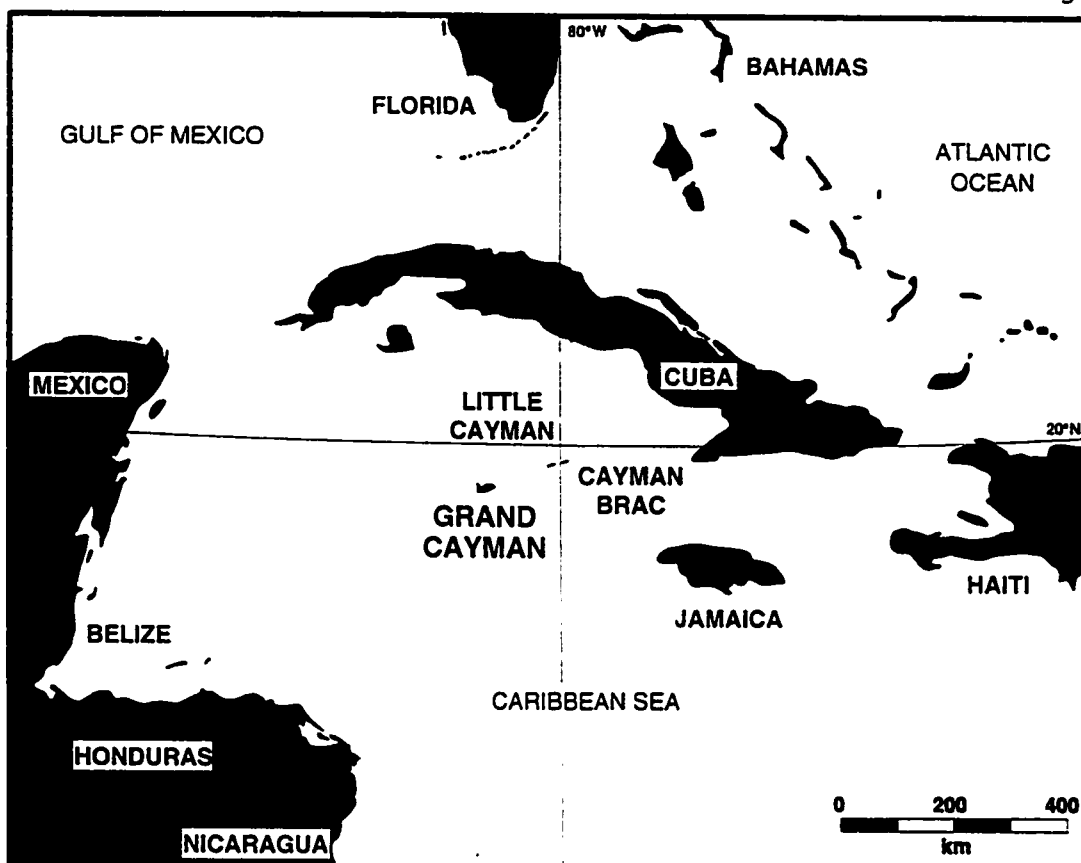 80°W
BAHAMAS
FLORIDA
GULF OF MEXICO
ATLANTIC
OCEAN
MEXICO
CUBA
LITTLE
CAYMAN
20°N
CAYMAN
BRAC
GRAND
CAYMAN
HAITI
JAMAICA
BELIZE
CARIBBEAN SEA
HONDURAS
0 200 400
km
NICARAGUA